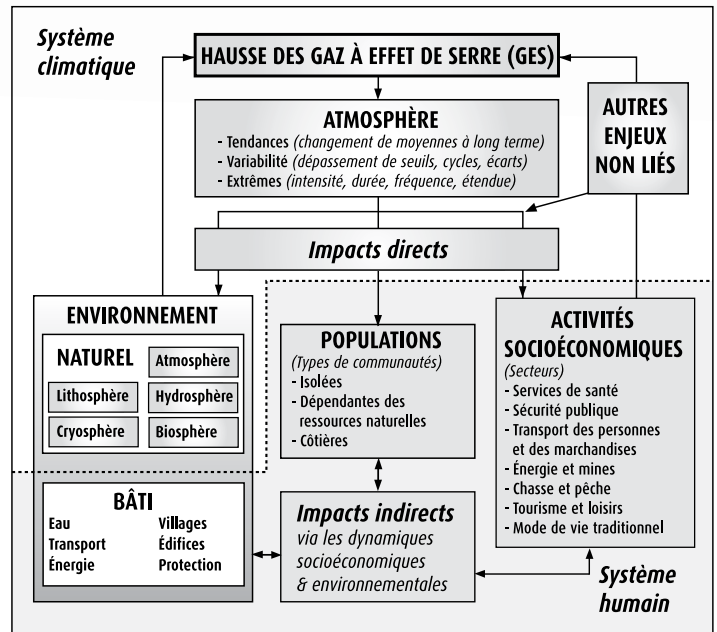 Système
climatique
HAUSSE DES GAZ À EFFET DE SERRE (GES)
ATMOSPHÈRE
- Tendances (changement de moyennes à long terme)
- Variabilité (dépassement de seuils, cycles, écarts)
- Extrêmes (intensité, durée, fréquence, étendue)
AUTRES
ENJEUX
NON LIÉS
Impacts directs
ENVIRONNEMENT
NATUREL
Atmosphère
Lithosphère
Hydrosphère
Cryosphère
Biosphère
BÂTI
Eau
Transport
Énergie
Villages
Édifices
Protection
POPULATIONS
(Types de communautés)
- Isolées
- Dépendantes des
ressources naturelles
- Côtières
Impacts indirects
via les dynamiques
socioéconomiques
& environnementales
ACTIVITÉS
SOCIOÉCONOMIQUES
(Secteurs)
- Services de santé
- Sécurité publique
- Transport des personnes
et des marchandises
- Énergie et mines
- Chasse et pêche
- Tourisme et loisirs
- Mode de vie traditionnel
Système
humain